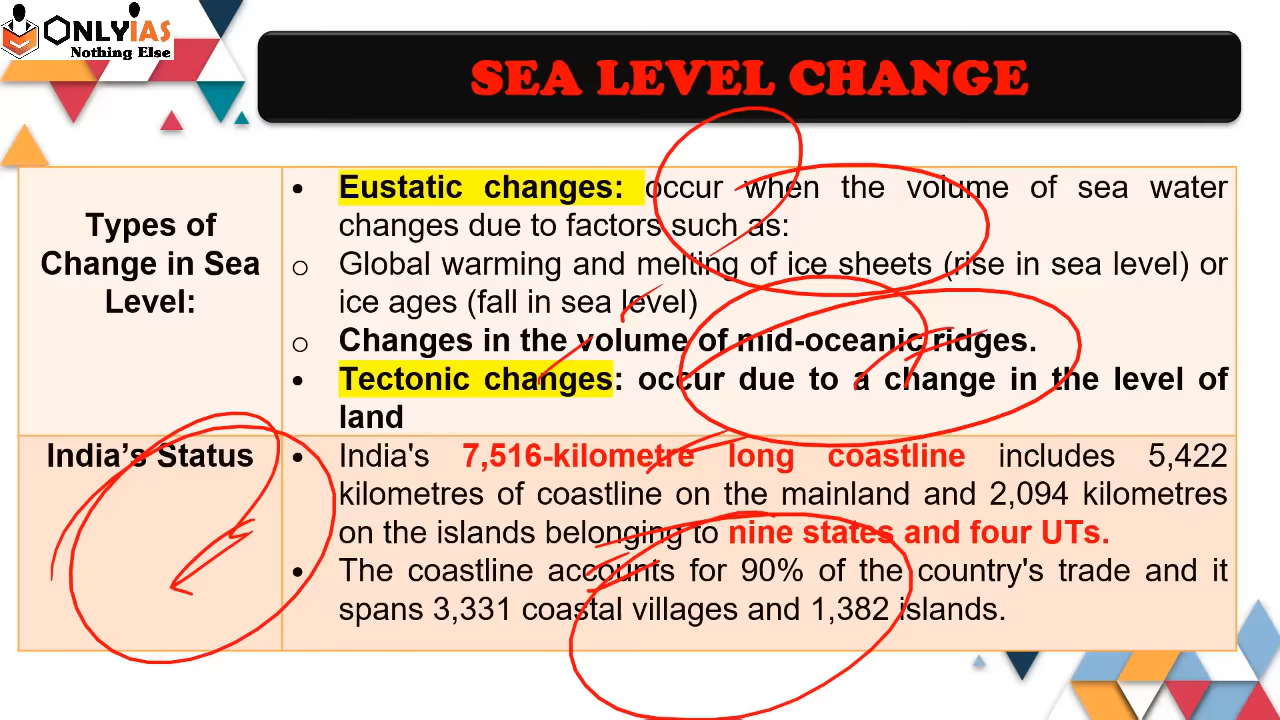 ONLYIAS
Nothing Else
SEA LEVEL CHANGE
Types of
Change in Sea
Level:
• Eustatic changes: occur when the volume of sea water
changes due to factors such as:
o Global warming and melting of ice sheets (rise in sea level) or
ice ages (fall in sea level)
o Changes in the volume of mid-oceanic ridges.
• Tectonic changes: occur due to a change in the level of
land
India's Status
• India's 7,516-kilometre long coastline includes 5,422
kilometres of coastline on the mainland and 2,094 kilometres
on the islands belonging to nine states and four UTs.
• The coastline accounts for 90% of the country's trade and it
spans 3,331 coastal villages and 1,382 islands.